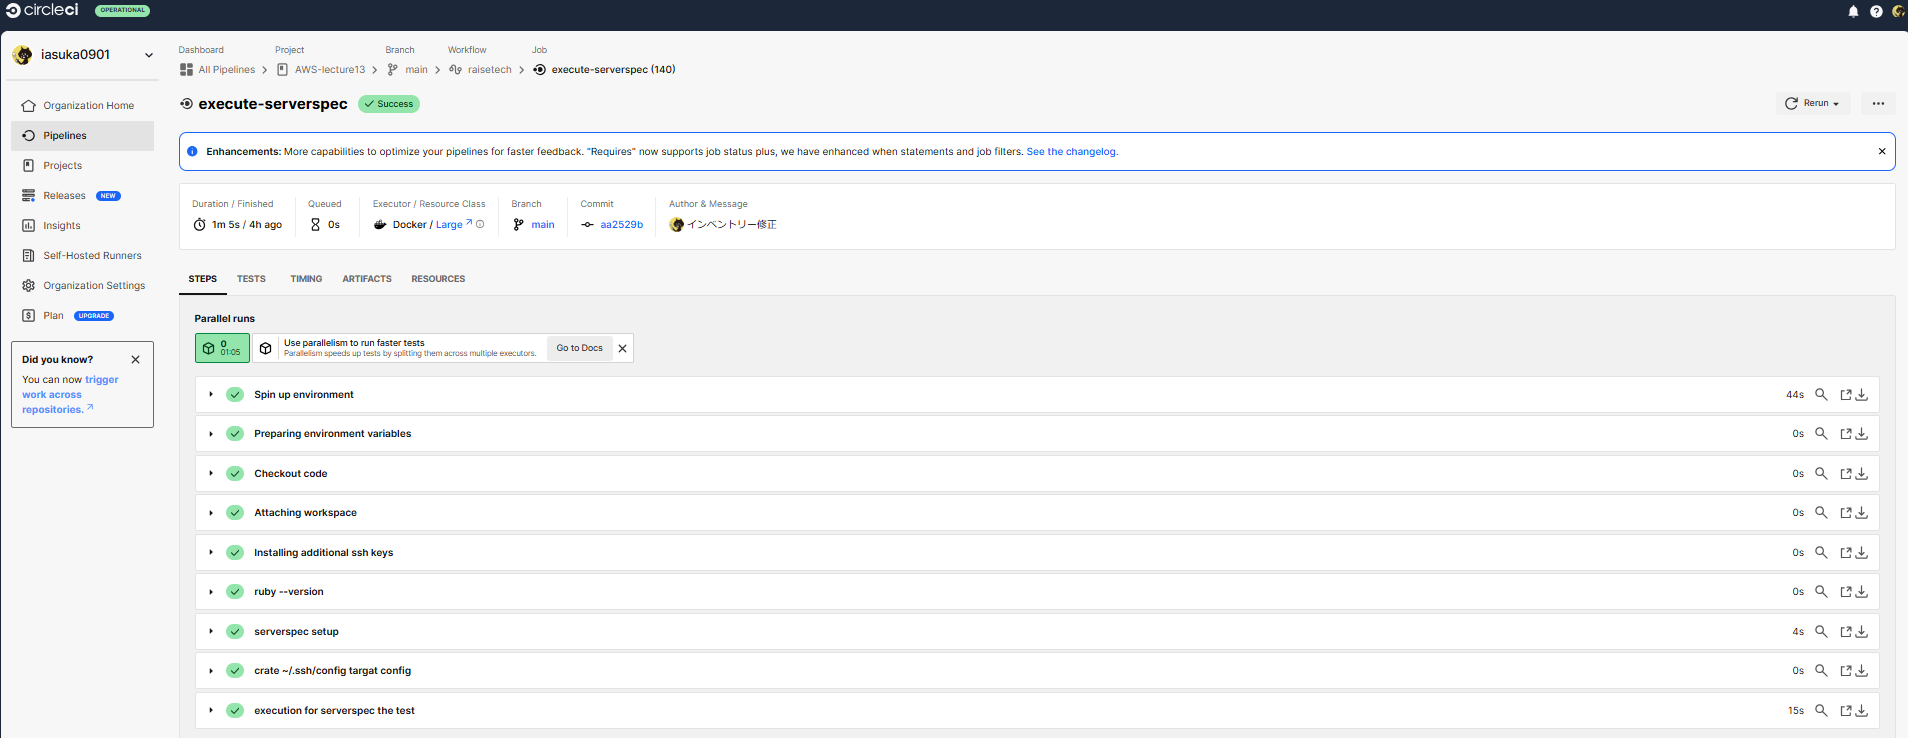 circleci
OPERATIONAL
iasuka0901
Organization Home
Pipelines
Projects
Releases NEW
Insights
Self-Hosted Runners
Organization Settings
Plan UPGRADE
Did you know?
You can now trigger
work across
repositories.
Dashboard Project Branch Workflow Job
All Pipelines AWS-lecture13 main raisetech execute-serverspec (140)
execute-serverspec Success
Rerun
Enhancements: More capabilities to optimize your pipelines for faster feedback. "Requires" now supports job status plus, we have enhanced when statements and job filters. See the changelog.
Duration / Finished Queued Executor / Resource Class Branch Commit Author & Message
1m 5s / 4h ago 0s Docker / Large main aa2529b インベントリー修正
STEPS TESTS TIMING ARTIFACTS RESOURCES
Parallel runs
0
01:05
Use parallelism to run faster tests
Parallelism speeds up tests by splitting them across multiple executors.
Go to Docs
Spin up environment 44s
Preparing environment variables 0s
Checkout code 0s
Attaching workspace 0s
Installing additional ssh keys 0s
ruby --version 0s
serverspec setup 4s
crate ~/.ssh/config targat config 0s
execution for serverspec the test 15s